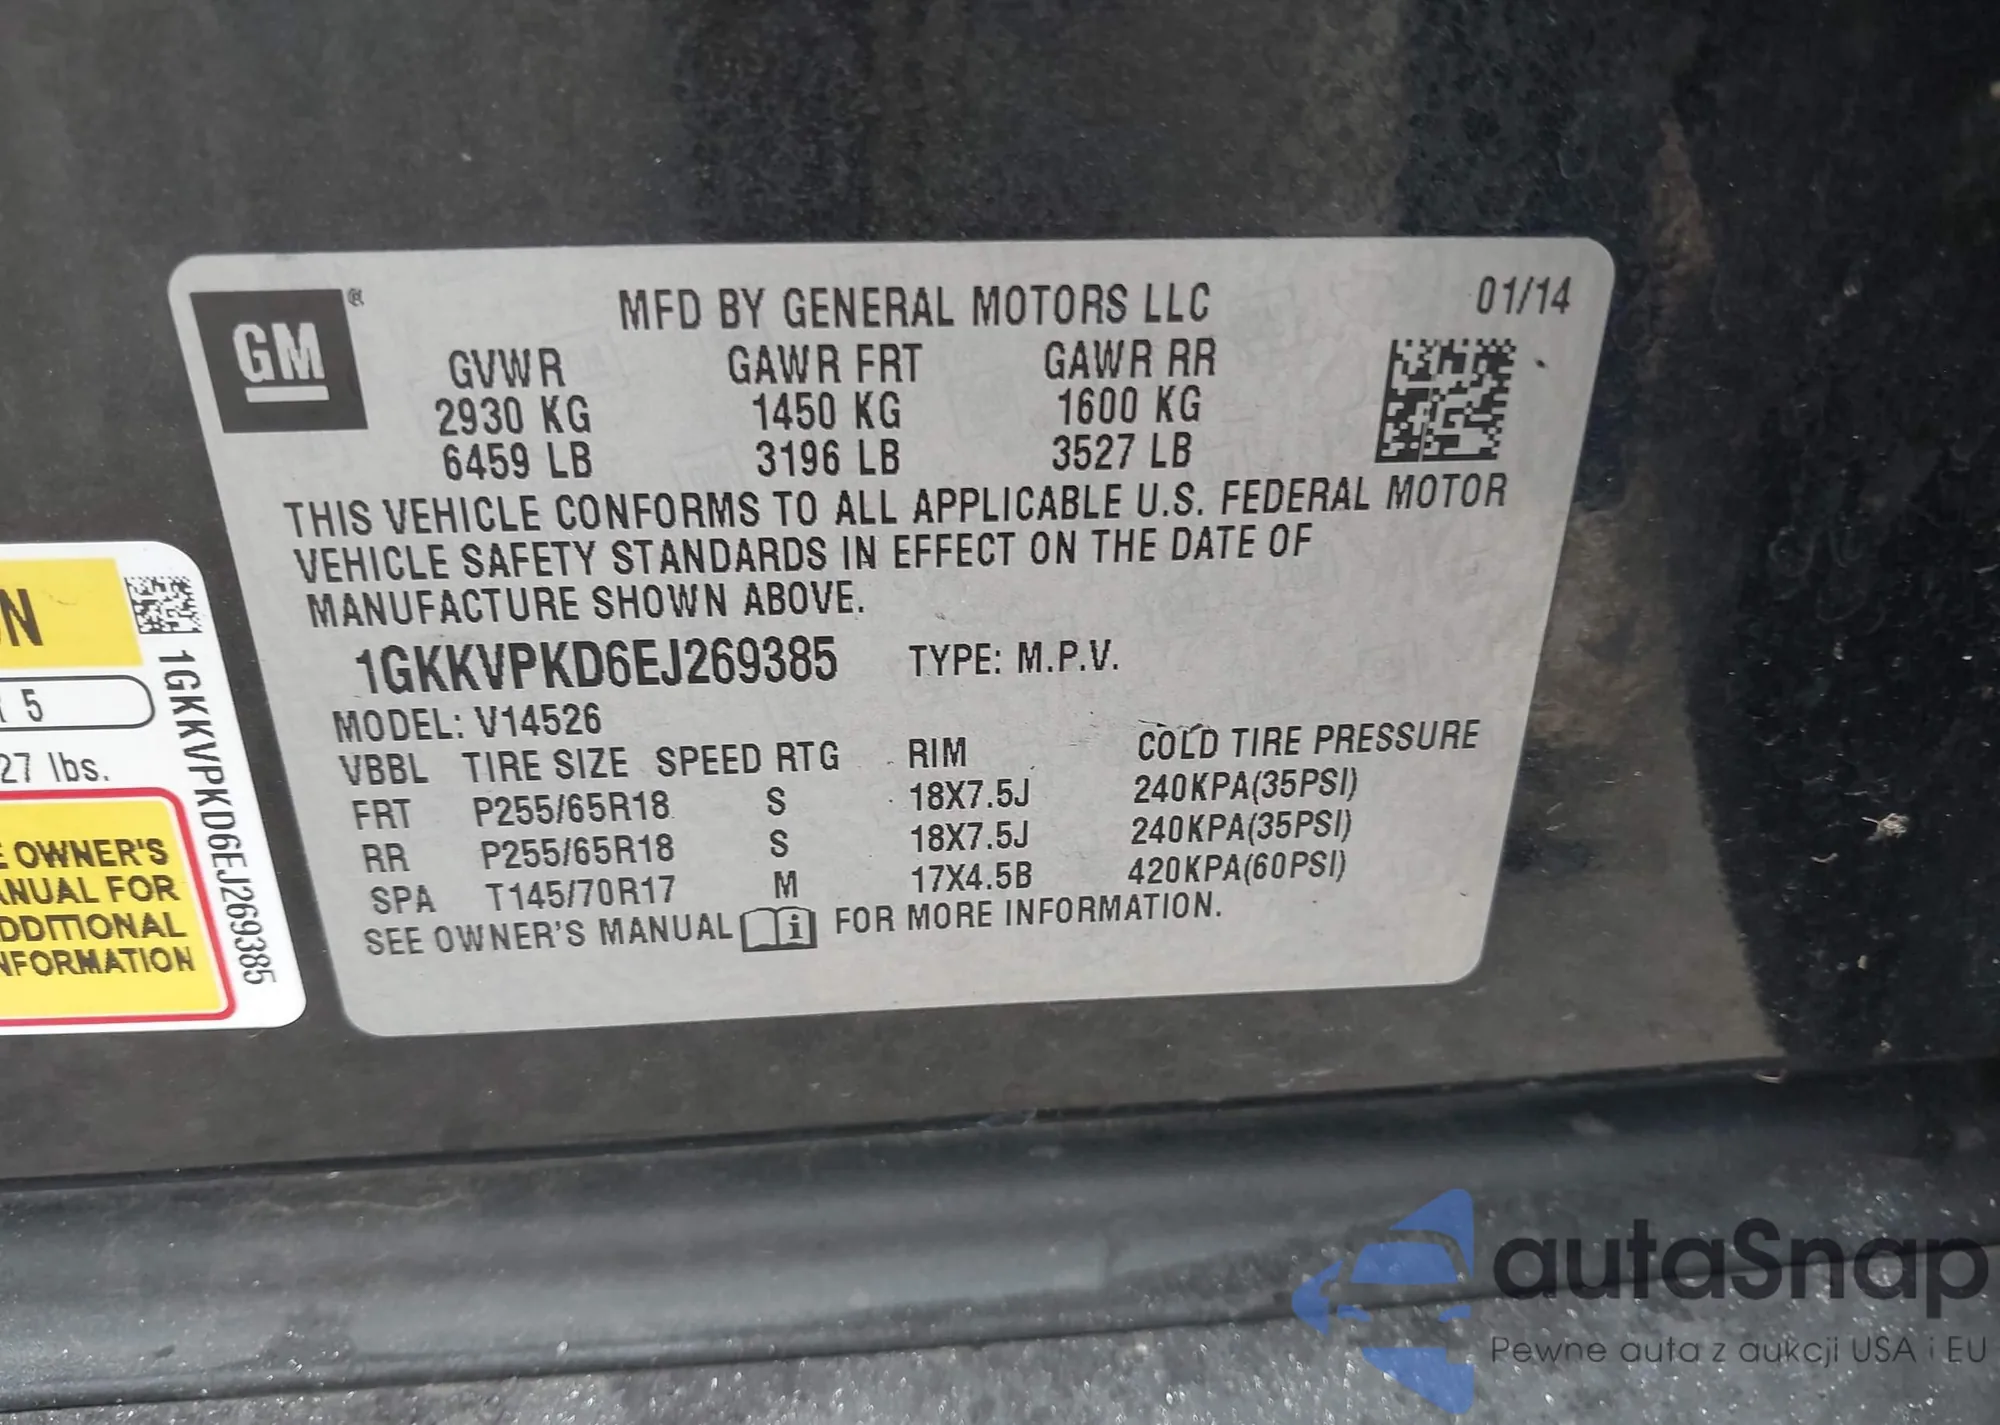 GM ®
MFD BY GENERAL MOTORS LLC 01/14
GVWR GAWR FRT GAWR RR
2930 KG 1450 KG 1600 KG
6459 LB 3196 LB 3527 LB
THIS VEHICLE CONFORMS TO ALL APPLICABLE U.S. FEDERAL MOTOR
VEHICLE SAFETY STANDARDS IN EFFECT ON THE DATE OF
MANUFACTURE SHOWN ABOVE.
1GKKVPKD6EJ269385 TYPE: M.P.V.
MODEL: V14526
VBBL TIRE SIZE SPEED RTG RIM COLD TIRE PRESSURE
FRT P255/65R18 S 18X7.5J 240KPA(35PSI)
RR P255/65R18 S 18X7.5J 240KPA(35PSI)
SPA T145/70R17 M 17X4.5B 420KPA(60PSI)
SEE OWNER'S MANUAL i FOR MORE INFORMATION.
N
5
27 lbs.
OWNER'S
ANUAL FOR
DDITIONAL
NFORMATION
1GKKVPKD6EJ269385
autaSnap
Pewne auta z aukcji USA i EU